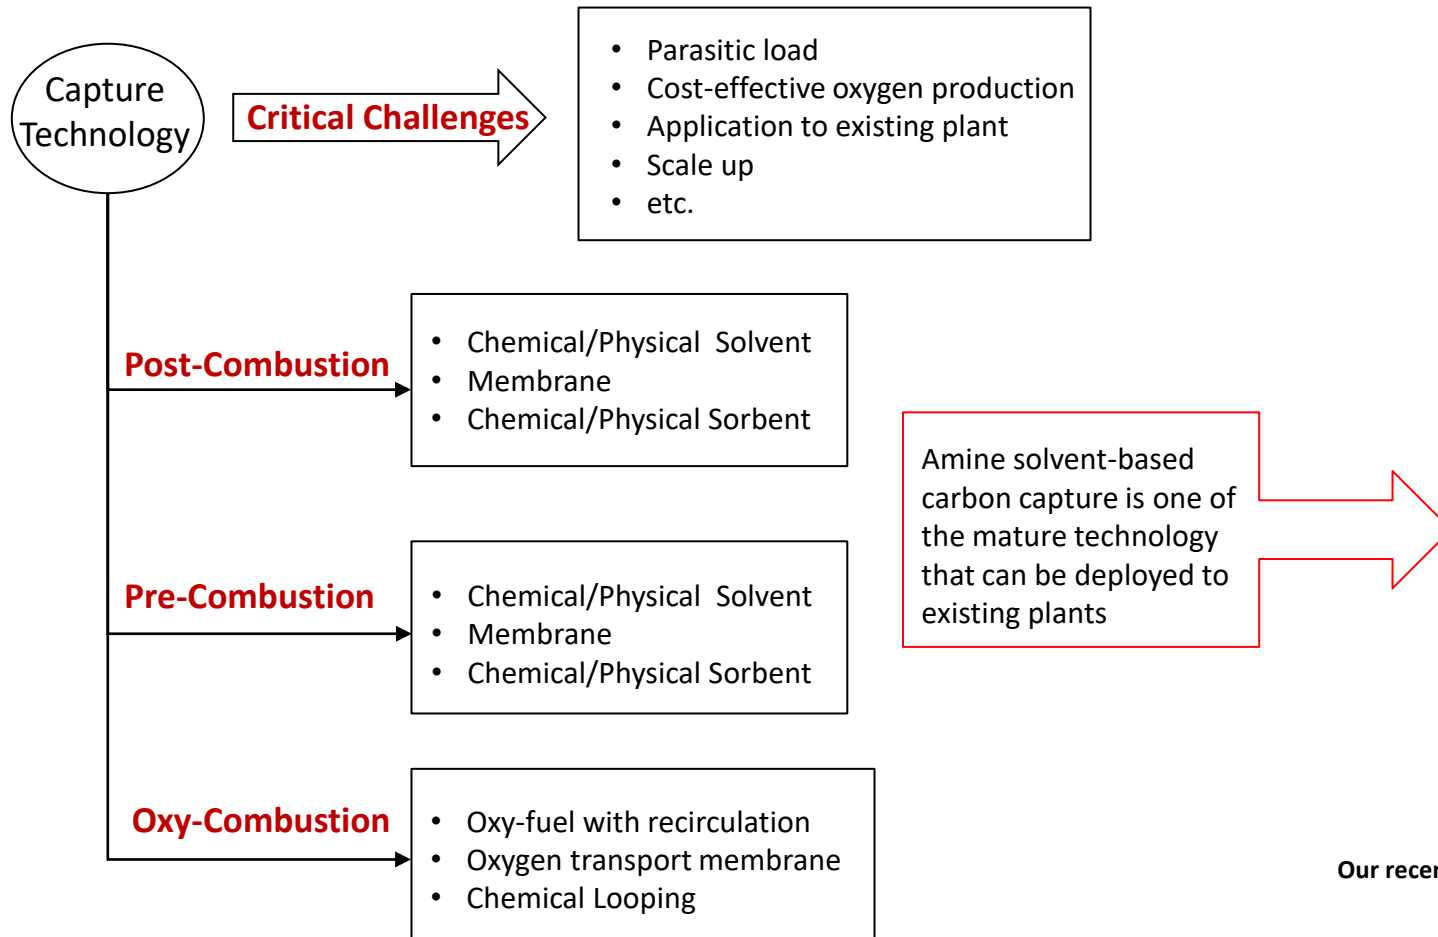 Capture
Technology
Critical Challenges
• Parasitic load
• Cost-effective oxygen production
• Application to existing plant
• Scale up
• etc.
Post-Combustion
• Chemical/Physical Solvent
• Membrane
• Chemical/Physical Sorbent
Amine solvent-based
carbon capture is one of
the mature technology
that can be deployed to
existing plants
Pre-Combustion
• Chemical/Physical Solvent
• Membrane
• Chemical/Physical Sorbent
Oxy-Combustion
• Oxy-fuel with recirculation
• Oxygen transport membrane
• Chemical Looping
Our